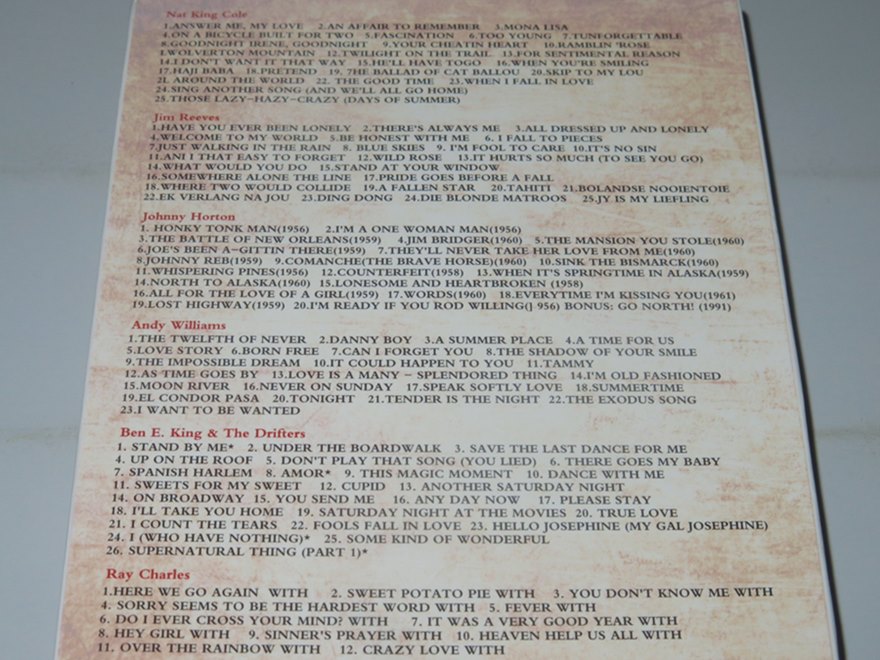 Nat King Cole
1.ANSWER ME, MY LOVE 2.AN AFFAIR TO REMEMBER 3.MONA LISA
4.ON A BICYCLE BUILT FOR TWO 5.FASCINATION 6.TOO YOUNG 7.TUNFORGETTABLE
8.GOODNIGHT IRENE, GOODNIGHT 9.YOUR CHEATIN HEART 10.RAMBLIN 'ROSE
1.WOLVERTON MOUNTAIN 12.TWILIGHT ON THE TRAIL 13.FOR SENTIMENTAL REASON
14.I DON'T WANT IT THAT WAY 15.HE'LL HAVE TOGO 16.WHEN YOU'RE SMILING
17.HAJI BABA 18.PRETEND 19. 7HE BALLAD OF CAT BALLOU 20.SKIP TO MY LOU
21. AROUND THE WORLD 22. THE GOOD TIME 23.WHEN I FALL IN LOVE
24.SING ANOTHER SONG (AND WE'LL ALL GO HOME)
25.THOSE LAZY-HAZY-CRAZY (DAYS OF SUMMER)
Jim Reeves
1.HAVE YOU EVER BEEN LONELY 2.THERE'S ALWAYS ME 3.ALL DRESSED UP AND LONELY
4.WELCOME TO MY WORLD 5.BE HONEST WITH ME 6.I FALL TO PIECES
7.JUST WALKING IN THE RAIN 8. BLUE SKIES 9. I'M FOOL TO CARE 10.IT'S NO SIN
11.ANI I THAT EASY TO FORGET 12.WILD ROSE 13.IT HURTS SO MUCH (TO SEE YOU GO)
14.WHAT WOULD YOU DO 15.STAND AT YOUR WINDOW
16.SOMEWHERE ALONE THE LINE 17.PRIDE GOES BEFORE A FALL
18.WHERE TWO WOULD COLLIDE 19.A FALLEN STAR 20.TAHITI 21.BOLANDSE NOOIENTOIE
22.EK VERLANG NA JOU 23.DING DONG 24.DIE BLONDE MATROOS 25.JY IS MY LIEFLING
Johnny Horton
1. HONKY TONK MAN(1956) 2.I'M A ONE WOMAN MAN(1956)
3.THE BATTLE OF NEW ORLEANS(1959) 4.JIM BRIDGER(1960) 5.THE MANSION YOU STOLE(1960)
6.JOE'S BEEN A-GITTIN THERE(1959) 7.THEY'LL NEVER TAKE HER LOVE FROM ME(1960)
8.JOHNNY REB(1959) 9.COMANCHE(THE BRAVE HORSE)(1960) 10.SINK THE BISMARCK(1960)
11.WHISPERING PINES(1956) 12.COUNTERFEIT(1958) 13.WHEN IT'S SPRINGTIME IN ALASKA(1959)
14.NORTH TO ALASKA(1960) 15.LONESOME AND HEARTBROKEN (1958)
16.ALL FOR THE LOVE OF A GIRL(1959) 17.WORDS(1960) 18.EVERYTIME I'M KISSING YOU(1961)
19.LOST HIGHWAY(1959) 20.I'M READY IF YOU ROD WILLING(] 956) BONUS: GO NORTH! (1991)
Andy Williams
1.THE TWELFTH OF NEVER 2.DANNY BOY 3.A SUMMER PLACE 4.A TIME FOR US
5.LOVE STORY 6.BORN FREE 7.CAN I FORGET YOU 8.THE SHADOW OF YOUR SMILE
9.THE IMPOSSIBLE DREAM 10.IT COULD HAPPEN TO YOU 11.TAMMY
12.AS TIME GOES BY 13.LOVE IS A MANY - SPLENDORED THING 14.I'M OLD FASHIONED
15.MOON RIVER 16.NEVER ON SUNDAY 17.SPEAK SOFTLY LOVE 18.SUMMERTIME
19.EL CONDOR PASA 20.TONIGHT 21.TENDER IS THE NIGHT 22.THE EXODUS SONG
23.I WANT TO BE WANTED
Ben E. King & The Drifters
1. STAND BY ME* 2. UNDER THE BOARDWALK 3. SAVE THE LAST DANCE FOR ME
4. UP ON THE ROOF 5. DON'T PLAY THAT SONG (YOU LIED) 6. THERE GOES MY BABY
7. SPANISH HARLEM 8. AMOR* 9. THIS MAGIC MOMENT 10. DANCE WITH ME
11. SWEETS FOR MY SWEET 12. CUPID 13. ANOTHER SATURDAY NIGHT
14. ON BROADWAY 15. YOU SEND ME 16. ANY DAY NOW 17. PLEASE STAY
18. I'LL TAKE YOU HOME 19. SATURDAY NIGHT AT THE MOVIES 20. TRUE LOVE
21. I COUNT THE TEARS 22. FOOLS FALL IN LOVE 23. HELLO JOSEPHINE (MY GAL JOSEPHINE)
24. I (WHO HAVE NOTHING)* 25. SOME KIND OF WONDERFUL
26. SUPERNATURAL THING (PART 1)*
Ray Charles
1.HERE WE GO AGAIN WITH 2. SWEET POTATO PIE WITH 3. YOU DON'T KNOW ME WITH
4. SORRY SEEMS TO BE THE HARDEST WORD WITH 5. FEVER WITH
6. DO I EVER CROSS YOUR MIND? WITH 7. IT WAS A VERY GOOD YEAR WITH
8. HEY GIRL WITH 9. SINNER'S PRAYER WITH 10. HEAVEN HELP US ALL WITH
11. OVER THE RAINBOW WITH 12. CRAZY LOVE WITH